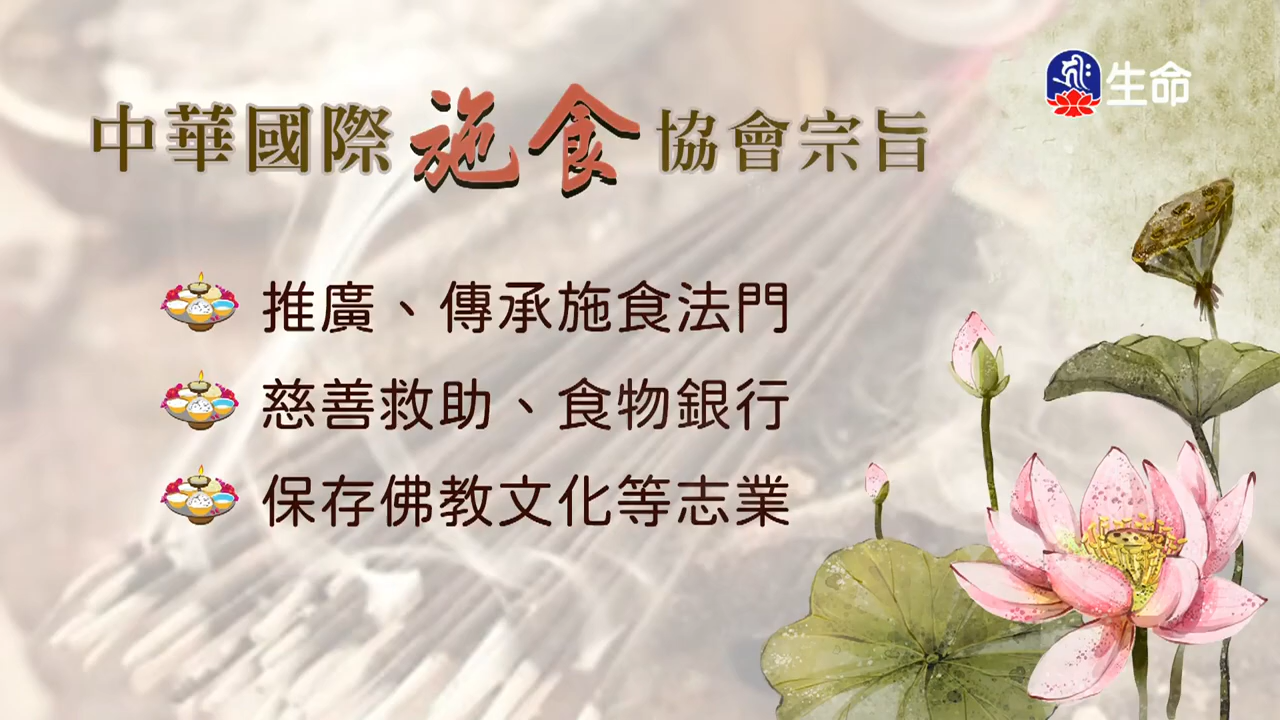 生命
中華國際施食協會宗旨
推廣、傳承施食法門
慈善救助、食物銀行
保存佛教文化等志業